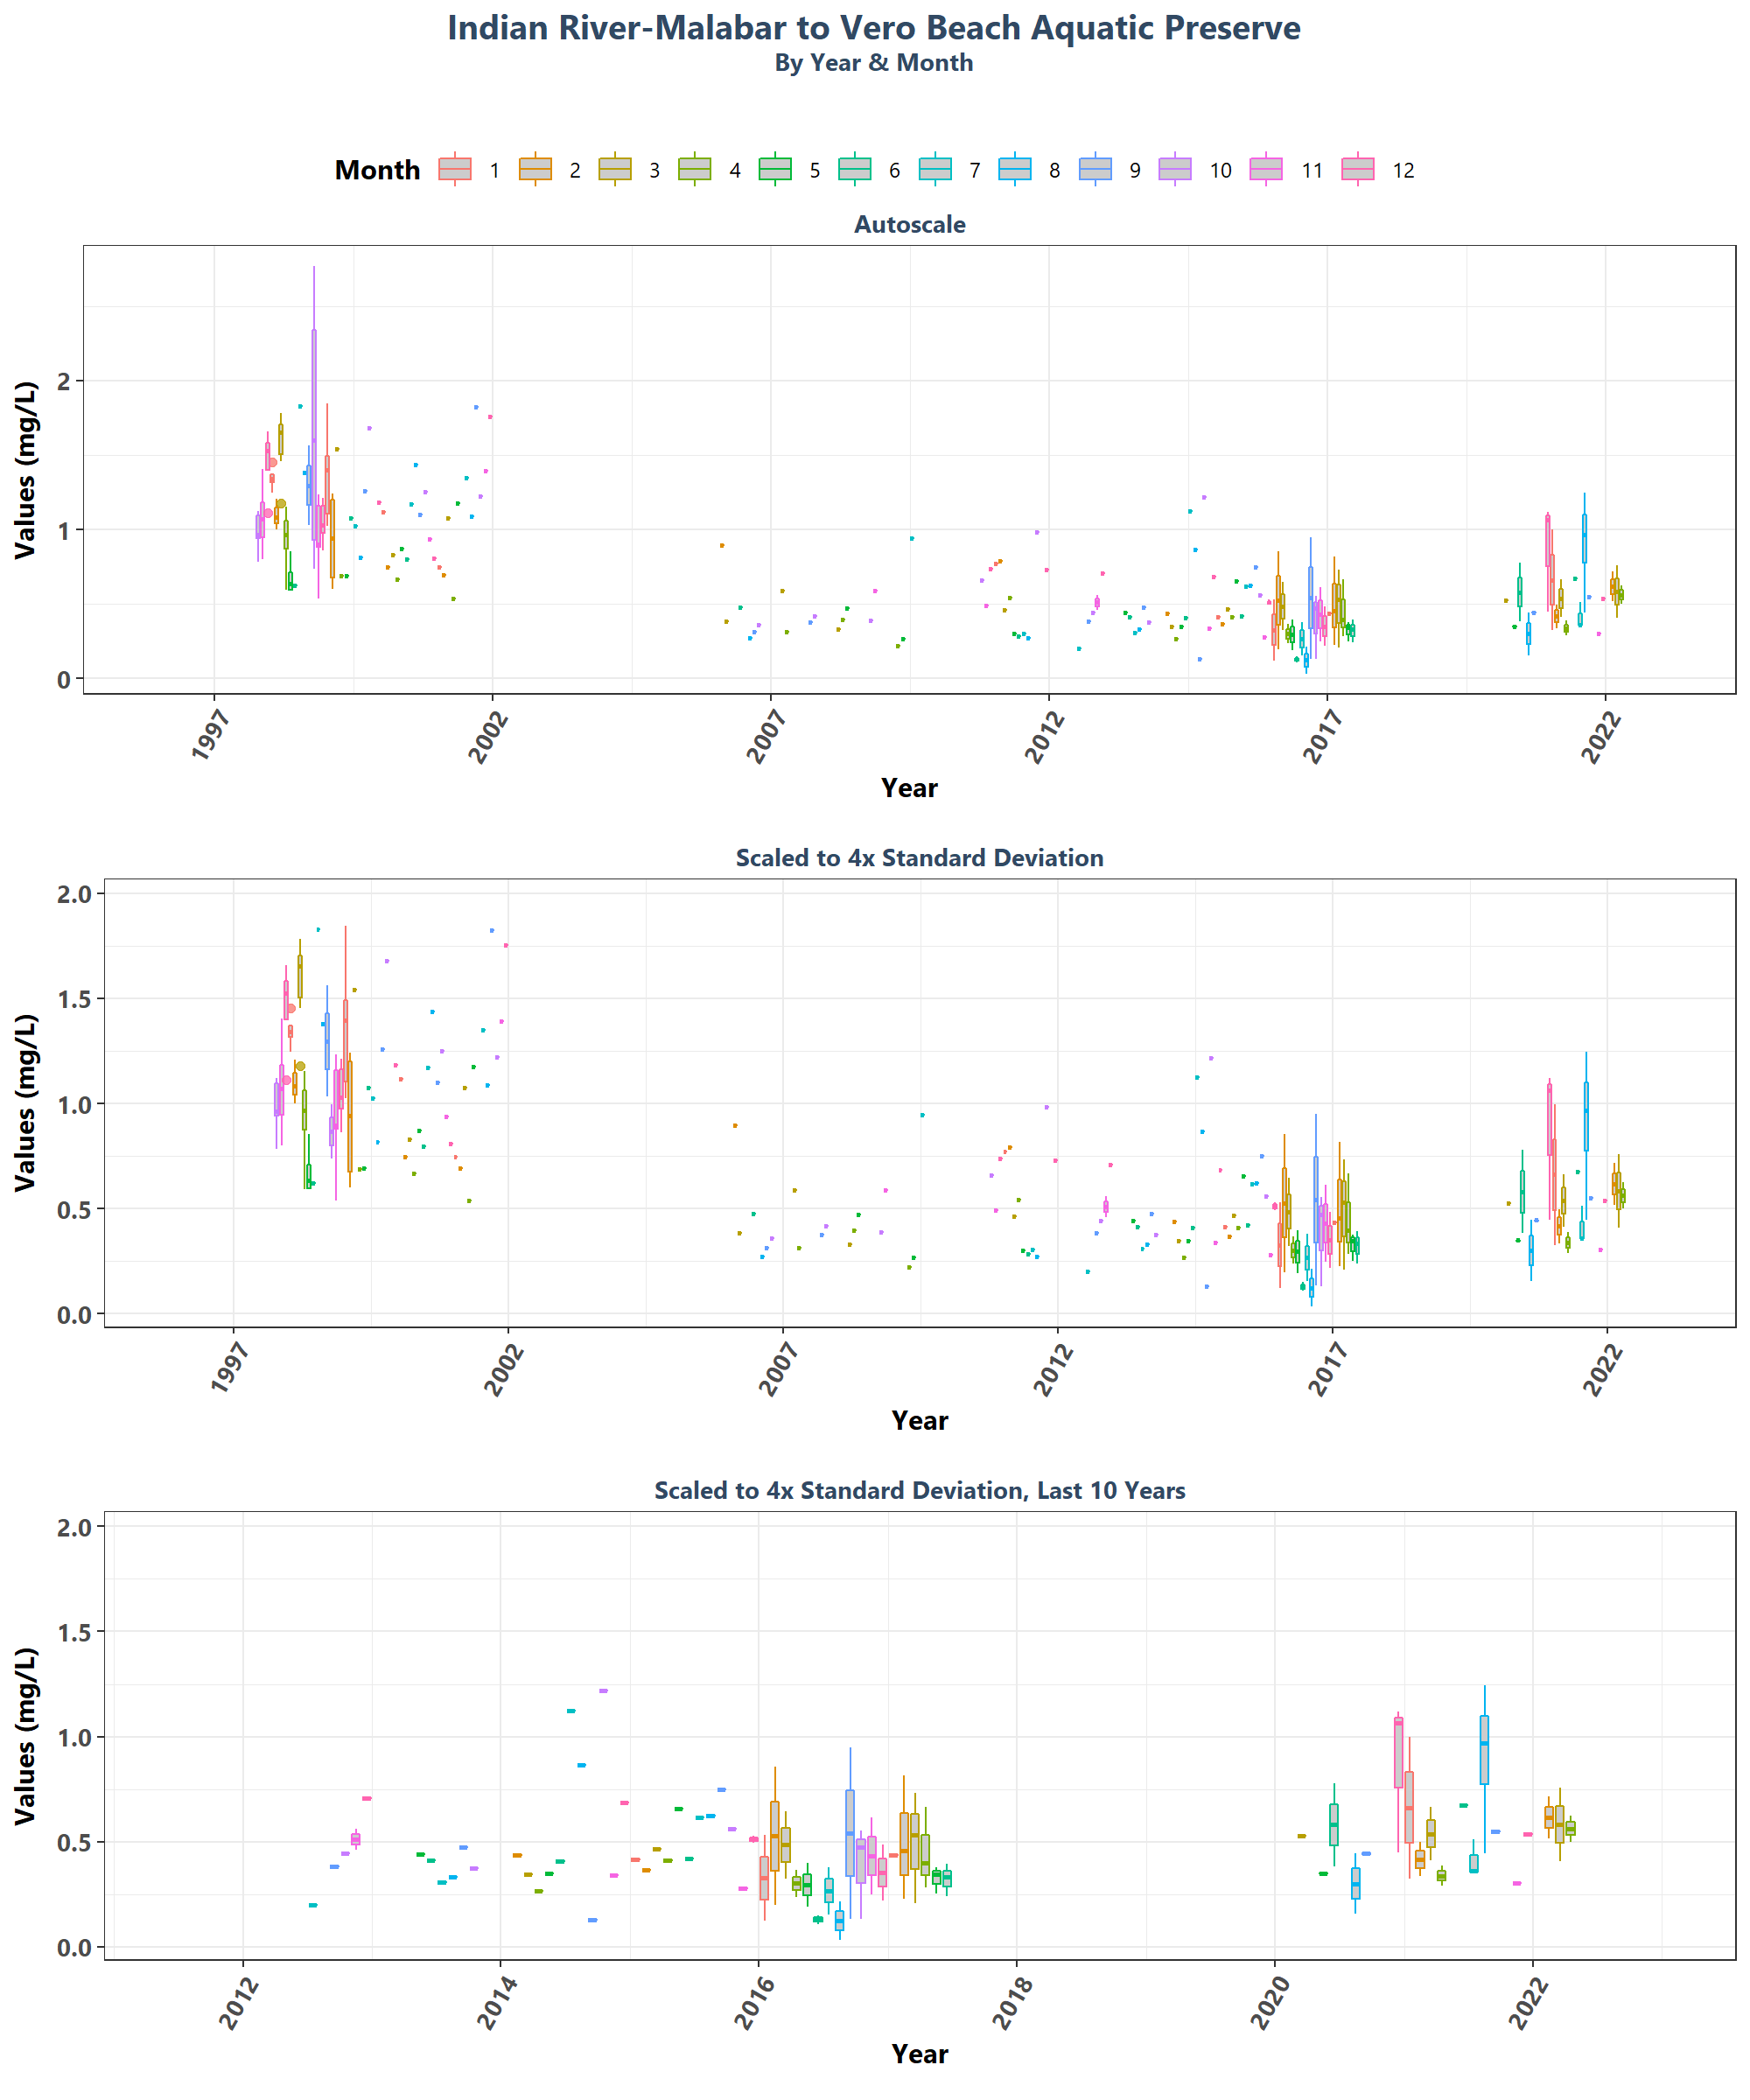 Indian River-Malabar to Vero Beach Aquatic Preserve
By Year & Month
Month 1 2 3 4 5 6 7 8 9 10 11 12
Autoscale
Values (mg/L)
2
1
0
1997 2002 2007 2012 2017 2022
Year
Scaled to 4x Standard Deviation
Values (mg/L)
2.0
1.5
1.0
0.5
0.0
1997 2002 2007 2012 2017 2022
Year
Scaled to 4x Standard Deviation, Last 10 Years
Values (mg/L)
2.0
1.5
1.0
0.5
0.0
2012 2014 2016 2018 2020 2022
Year